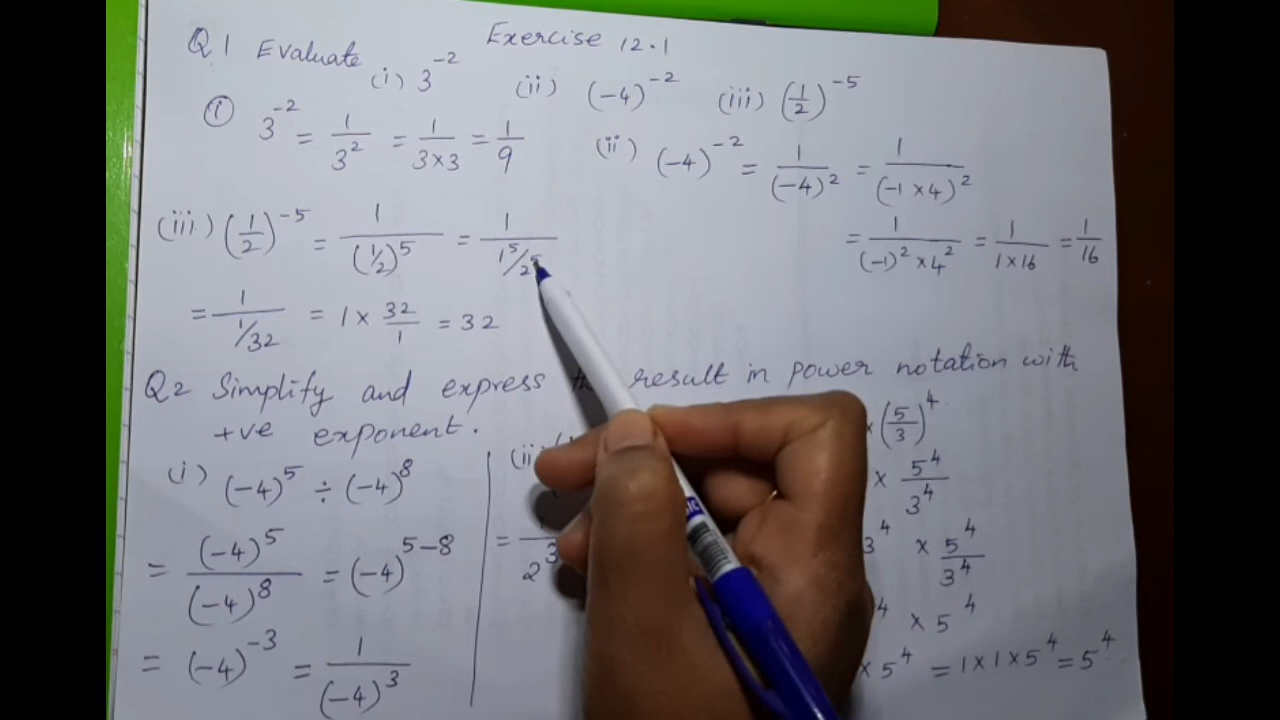 Exercise 12.1
Q1 Evaluate (i) 3^-2 (ii) (-4)^-2 (iii) (1/2)^-5
① 3^-2 = 1/3^2 = 1/(3×3) = 1/9
(ii) (-4)^-2 = 1/(-4)^2 = 1/(-1×4)^2
= 1/((-1)^2×4^2) = 1/(1×16) = 1/16
(iii) (1/2)^-5 = 1/(1/2)^5 = 1/(1^5/2^5)
= 1/(1/32) = 1 × 32/1 = 32
Q2 Simplify and express result in power notation with
+ve exponent.
(i) (-4)^5 ÷ (-4)^8
= (-4)^5/(-4)^8 = (-4)^(5-8)
= (-4)^-3 = 1/(-4)^3
(ii)
= 2^3
× (5/3)^4
× 5^4/3^4
3^4 × 5^4/3^4
× 5^4
× 5^4 = 1×1×5^4 = 5^4